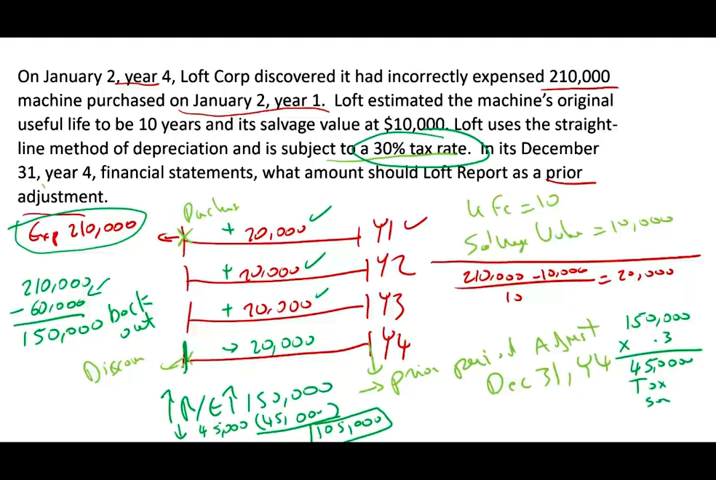 On January 2, year 4, Loft Corp discovered it had incorrectly expensed 210,000
machine purchased on January 2, year 1. Loft estimated the machine's original
useful life to be 10 years and its salvage value at $10,000. Loft uses the straight-
line method of depreciation and is subject to a 30% tax rate. In its December
31, year 4, financial statements, what amount should Loft Report as a prior
adjustment.
Exp 210,000
+ 20,000 Y1
+ 20,000 Y2
+ 20,000 Y3
→ 20,000 Y4
Life = 10
Salvage Value = 10,000
210,000 - 10,000 = 20,000
10
210,000
- 60,000
150,000 back
out
Discov
prior period Adjust
Dec 31, Y4
150,000
x .3
45,000
Tax
↑ R/E ↑ 150,000
↓ 45,000 (45,000)
105,000